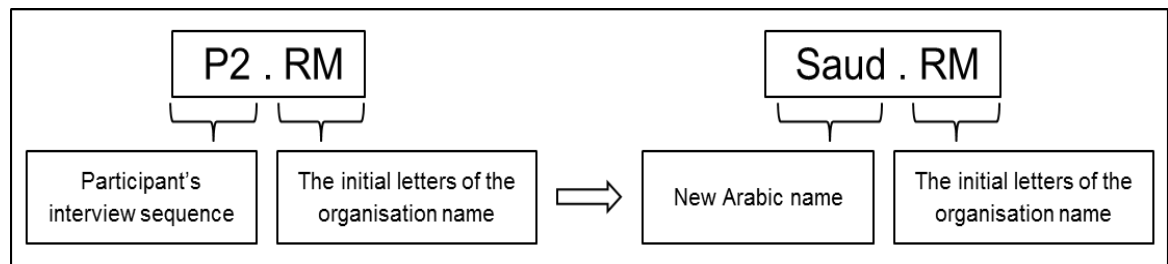 P2 . RM
Saud . RM
Participant's
interview sequence
The initial letters of the
organisation name
New Arabic name
The initial letters of the
organisation name